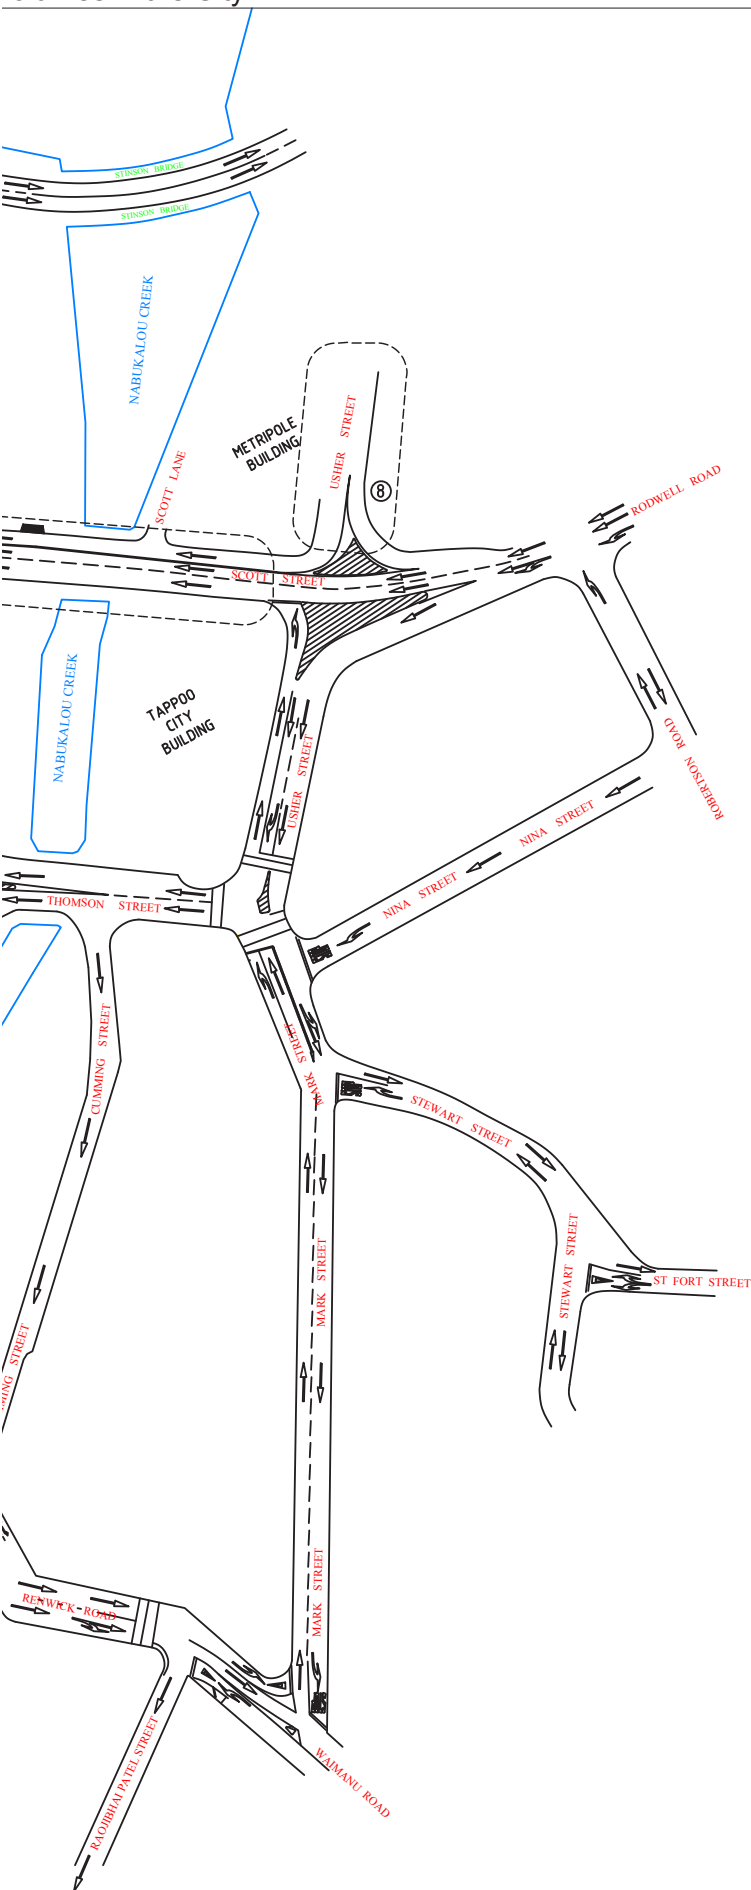 STINSON BRIDGE
STINSON BRIDGE
NABUKALOU CREEK
METRIPOLE
BUILDING
USHER STREET
8
SCOTT LANE
RODWELL ROAD
SCOTT STREET
NABUKALOU CREEK
TAPPOO
CITY
BUILDING
USHER STREET
ROBERTSON ROAD
NINA STREET
NINA STREET
THOMSON STREET
CUMMING STREET
MARK STREET
STEWART STREET
STEWART STREET
ST FORT STREET
MARK STREET
MING STREET
MARK STREET
RENWICK ROAD
RAOJIBHAI PATEL STREET
WAIMANU ROAD